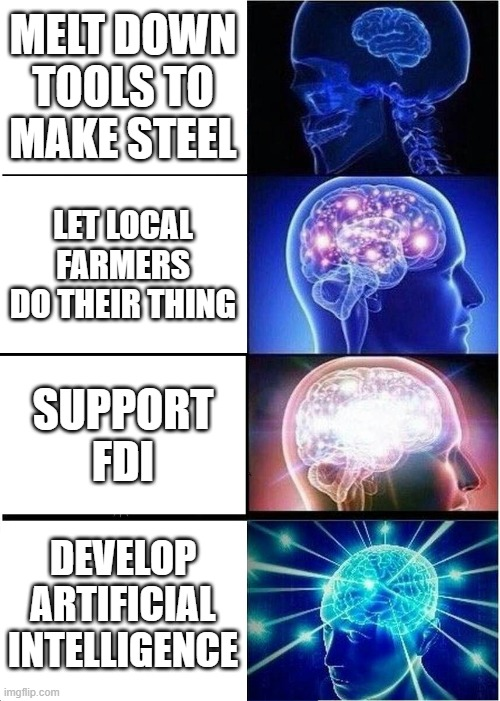 MELT DOWN
TOOLS TO
MAKE STEEL
LET LOCAL
FARMERS
DO THEIR THING
SUPPORT
FDI
DEVELOP
ARTIFICIAL
INTELLIGENCE
imgflip.com